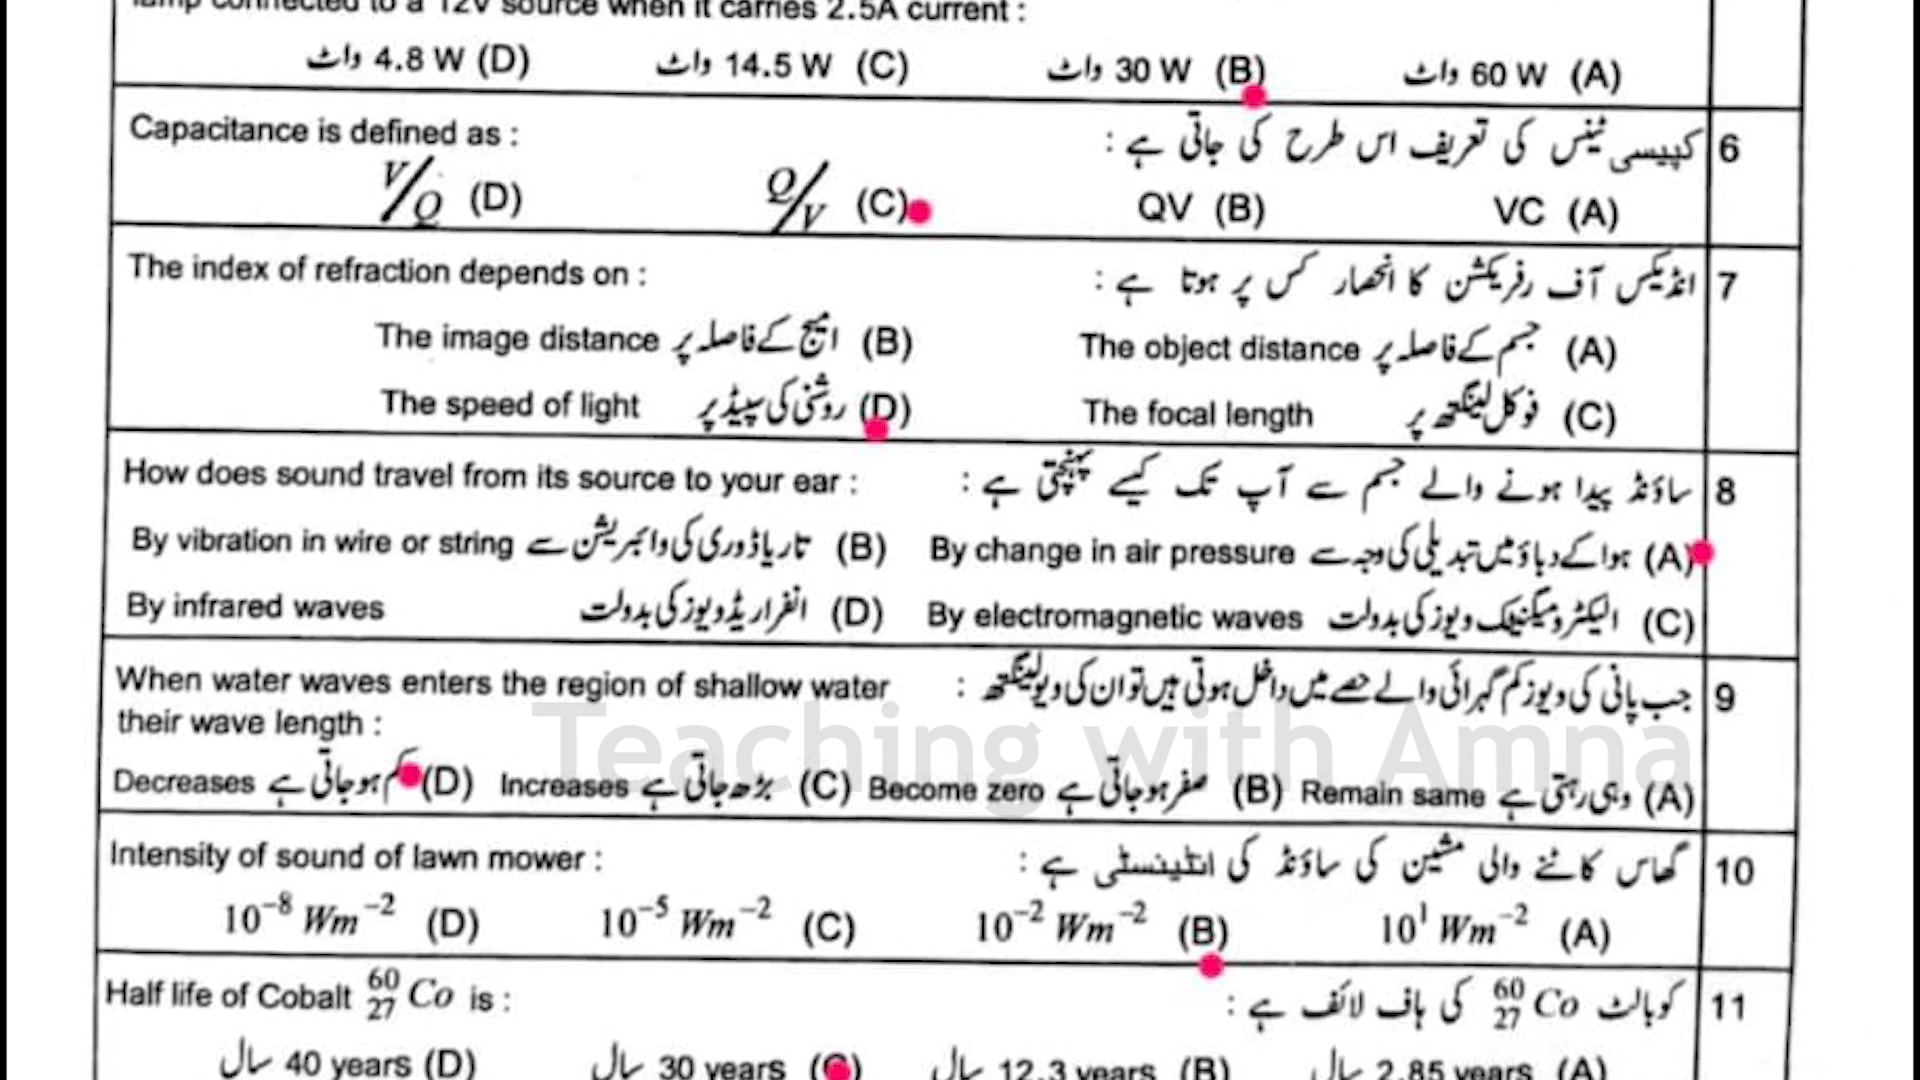 lamp connected to a 12V source when it carries 2.5A current :
(A) 60 W واٹ (B) 30 W واٹ (C) 14.5 W واٹ (D) 4.8 W واٹ
6 کپیسی ٹینس کی تعریف اس طرح کی جاتی ہے :
Capacitance is defined as :
(A) VC (B) QV (C) Q/V (D) V/Q
7 انڈیکس آف رفریکشن کا انحصار کس پر ہوتا ہے :
The index of refraction depends on :
(A) جسم کے فاصلہ پر The object distance (B) امیج کے فاصلہ پر The image distance
(C) فوکل لینگتھ پر The focal length (D) روشنی کی سپیڈ پر The speed of light
8 ساؤنڈ پیدا ہونے والے جسم سے آپ تک کیسے پہنچتی ہے :
How does sound travel from its source to your ear :
(A) ہوا کے دباؤ میں تبدیلی کی وجہ سے By change in air pressure (B) تار یا ڈوری کی وائبریشن سے By vibration in wire or string
(C) الیکٹرومیگنیٹک ویوز کی بدولت By electromagnetic waves (D) انفراریڈ ویوز کی بدولت By infrared waves
9 جب پانی کی ویوز کم گہرائی والے حصے میں داخل ہوتی ہیں تو ان کی ویولینگتھ :
When water waves enters the region of shallow water
their wave length :
(A) وہی رہتی ہے Remain same (B) صفر ہو جاتی ہے Become zero (C) بڑھ جاتی ہے Increases (D) کم ہو جاتی ہے Decreases
Teaching with Amna
10 گھاس کاٹنے والی مشین کی ساؤنڈ کی انٹینسٹی ہے :
Intensity of sound of lawn mower :
(A) 10¹ Wm⁻² (B) 10⁻² Wm⁻² (C) 10⁻⁵ Wm⁻² (D) 10⁻⁸ Wm⁻²
11 کوبالٹ ⁶⁰₂₇Co کی ہاف لائف ہے :
Half life of Cobalt ⁶⁰₂₇Co is :
(A) 2.85 years سال (B) 12.3 years سال (C) 30 years سال (D) 40 years سال